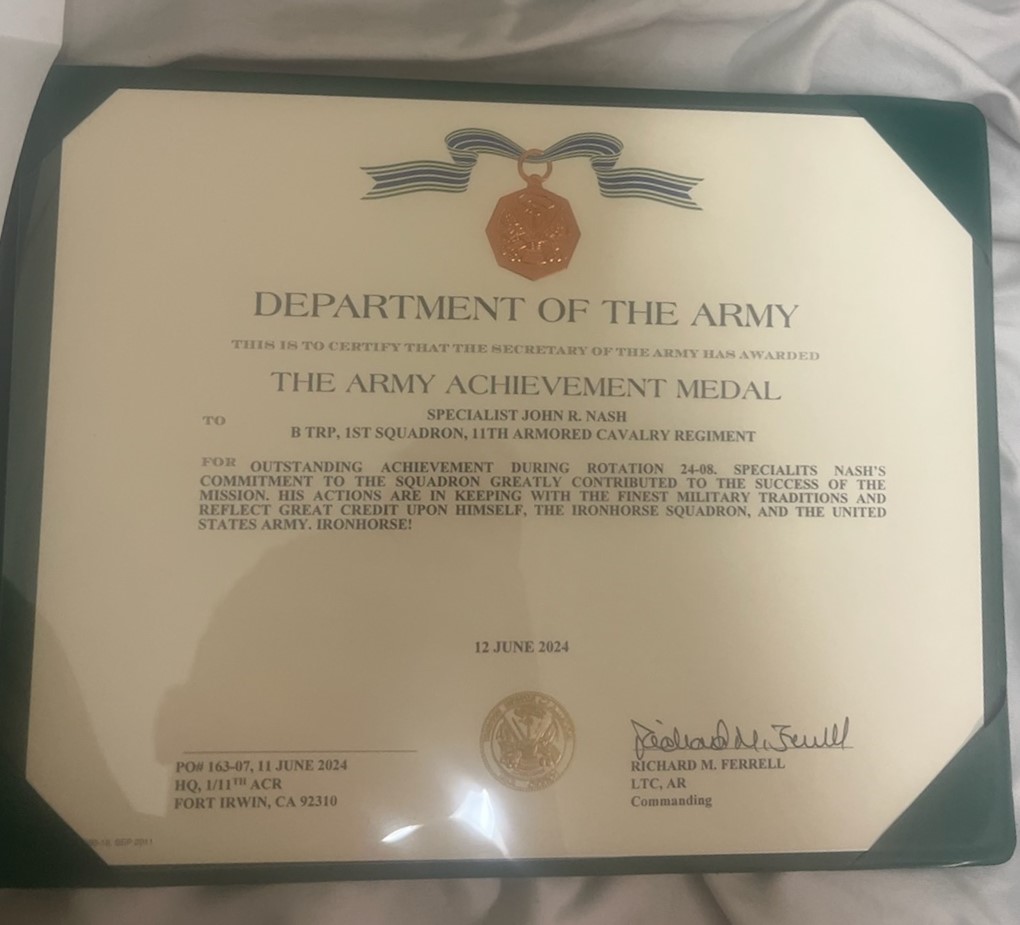 DEPARTMENT OF THE ARMY
THIS IS TO CERTIFY THAT THE SECRETARY OF THE ARMY HAS AWARDED
THE ARMY ACHIEVEMENT MEDAL
TO
SPECIALIST JOHN R. NASH
B TRP, 1ST SQUADRON, 11TH ARMORED CAVALRY REGIMENT
FOR OUTSTANDING ACHIEVEMENT DURING ROTATION 24-08. SPECIALITS NASH'S
COMMITMENT TO THE SQUADRON GREATLY CONTRIBUTED TO THE SUCCESS OF THE
MISSION. HIS ACTIONS ARE IN KEEPING WITH THE FINEST MILITARY TRADITIONS AND
REFLECT GREAT CREDIT UPON HIMSELF, THE IRONHORSE SQUADRON, AND THE UNITED
STATES ARMY. IRONHORSE!
12 JUNE 2024
PO# 163-07, 11 JUNE 2024
HQ, 1/11TH ACR
FORT IRWIN, CA 92310
Richard M. Ferrell
RICHARD M. FERRELL
LTC, AR
Commanding
SEP 2011